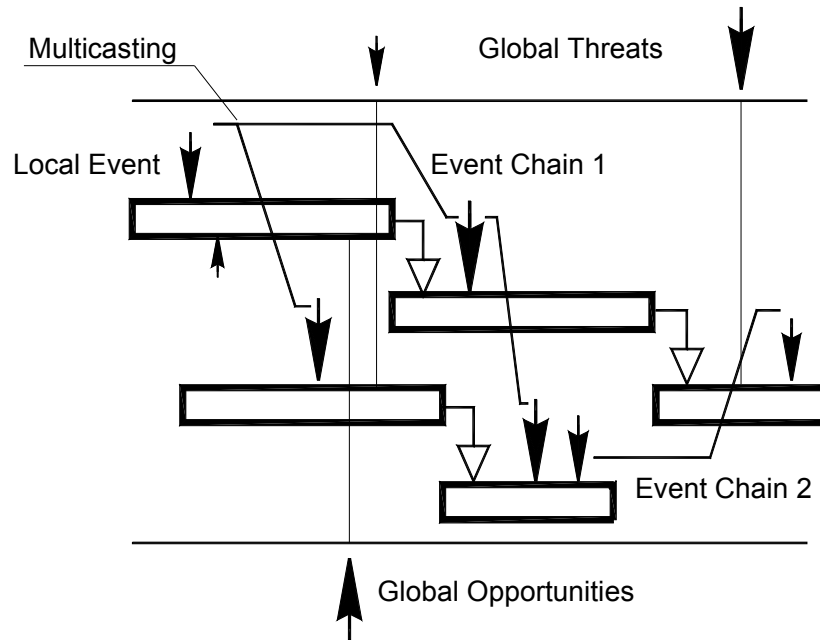 Multicasting
Global Threats
Local Event
Event Chain 1
Event Chain 2
Global Opportunities